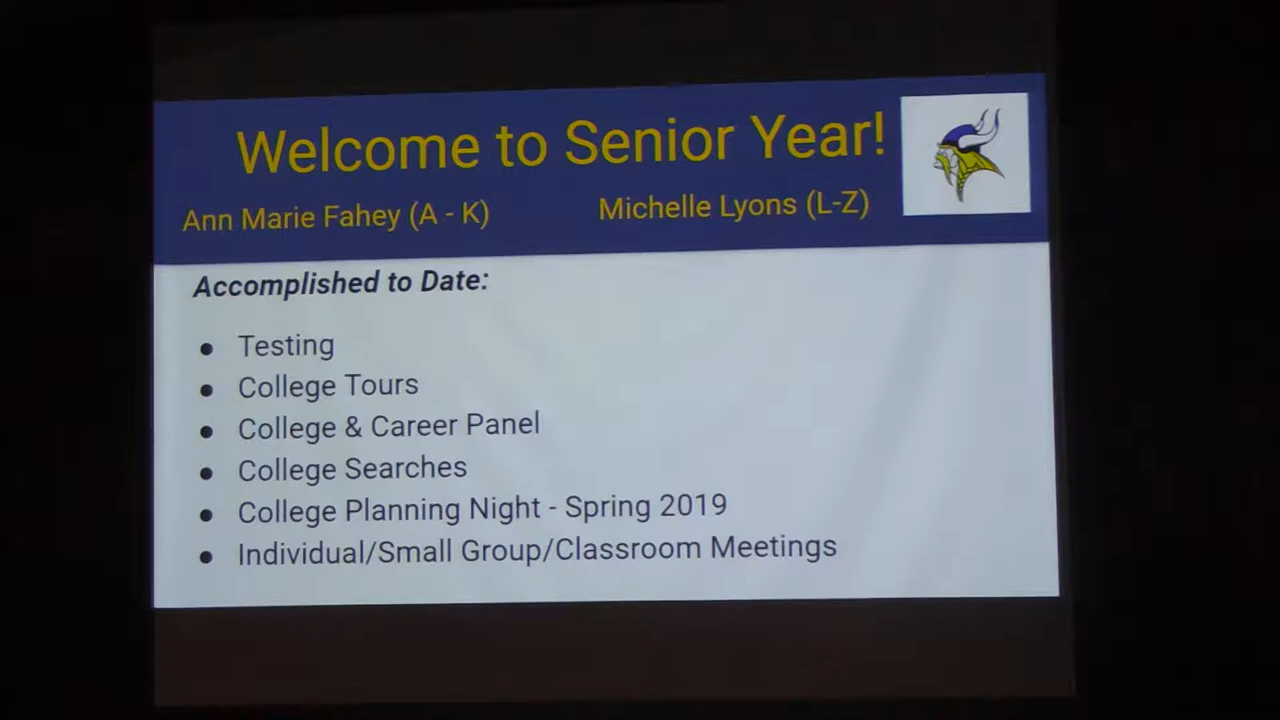 Welcome to Senior Year!
Ann Marie Fahey (A - K)
Michelle Lyons (L-Z)
Accomplished to Date:
● Testing
● College Tours
● College & Career Panel
● College Searches
● College Planning Night - Spring 2019
● Individual/Small Group/Classroom Meetings